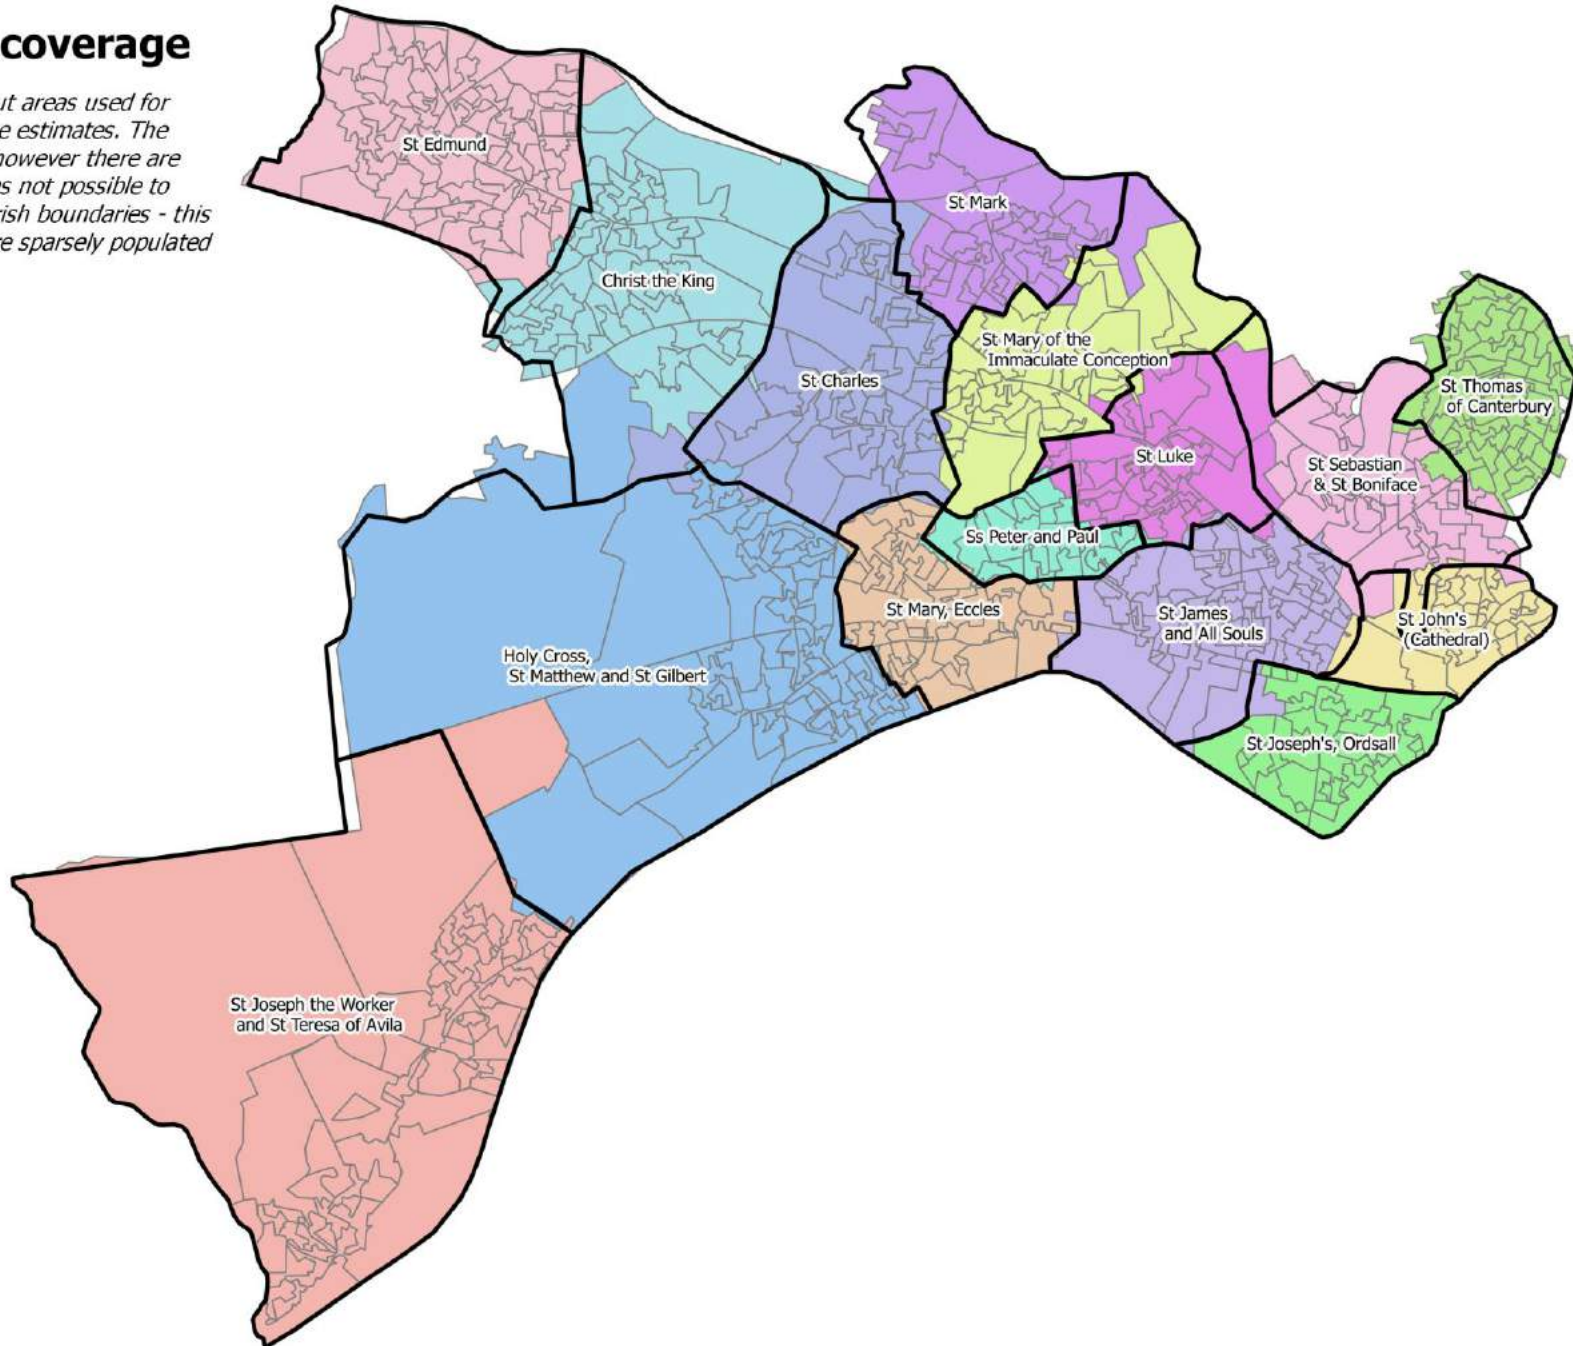 coverage
ut areas used for
e estimates. The
however there are
s not possible to
rish boundaries - this
re sparsely populated
St Edmund
St Mark
Christ the King
St Mary of the
Immaculate Conception
St Charles
St Thomas
of Canterbury
St Luke
St Sebastian
& St Boniface
Ss Peter and Paul
St Mary, Eccles
St James
and All Souls
St John's
(Cathedral)
Holy Cross,
St Matthew and St Gilbert
St Joseph's, Ordsall
St Joseph the Worker
and St Teresa of Avila